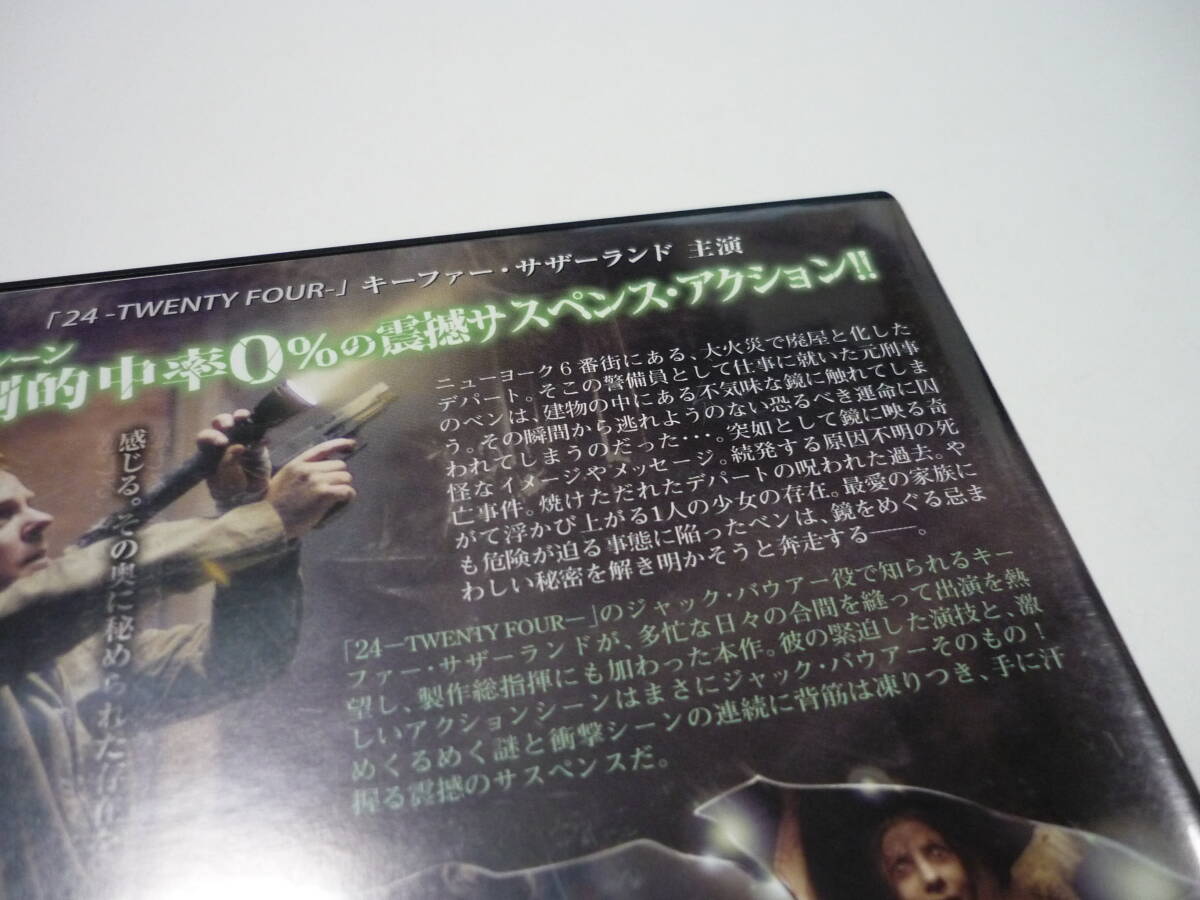 「24 -TWENTY FOUR-」 キーファー・サザーランド 主演
シーン
的中率0%の震撼サスペンス・アクション!!
ニューヨーク6番街にある、大火災で廃屋と化した
デパート。そこの警備員として仕事に就いた元刑事
のベンは、建物の中にある不気味な鏡に触れてしま
う。その瞬間から逃れようのない恐るべき運命に囚
われてしまうのだった・・・。突如として鏡に映る奇
怪なイメージやメッセージ。続発する原因不明の死
亡事件。焼けただれたデパートの呪われた過去。や
がて浮かび上がる1人の少女の存在。最愛の家族に
も危険が迫る事態に陥ったベンは、鏡をめぐる忌ま
わしい秘密を解き明かそうと奔走する――。
「24―TWENTY FOUR―」のジャック・バウアー役で知られるキー
ファー・サザーランドが、多忙な日々の合間を縫って出演を熱
望し、製作総指揮にも加わった本作。彼の緊迫した演技と、激
しいアクションシーンはまさにジャック・バウアーそのもの!
めくるめく謎と衝撃シーンの連続に背筋は凍りつき、手に汗
握る震撼のサスペンスだ。
感じる。その奥に秘められた